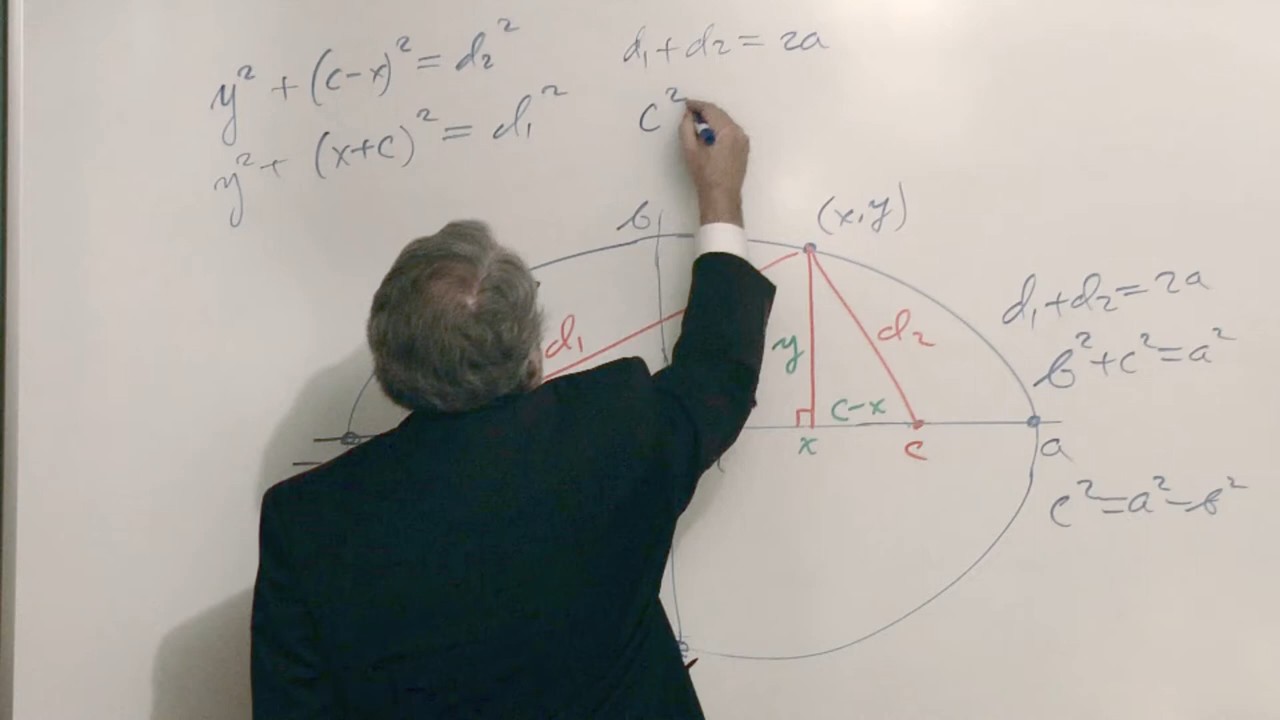 y² + (c-x)² = d₂²
y² + (x+c)² = d₁²
d₁ + d₂ = 2a
c²
b
(x,y)
d₁
y
d₂
c-x
x
c
a
d₁ + d₂ = 2a
b² + c² = a²
c² = a² - b²